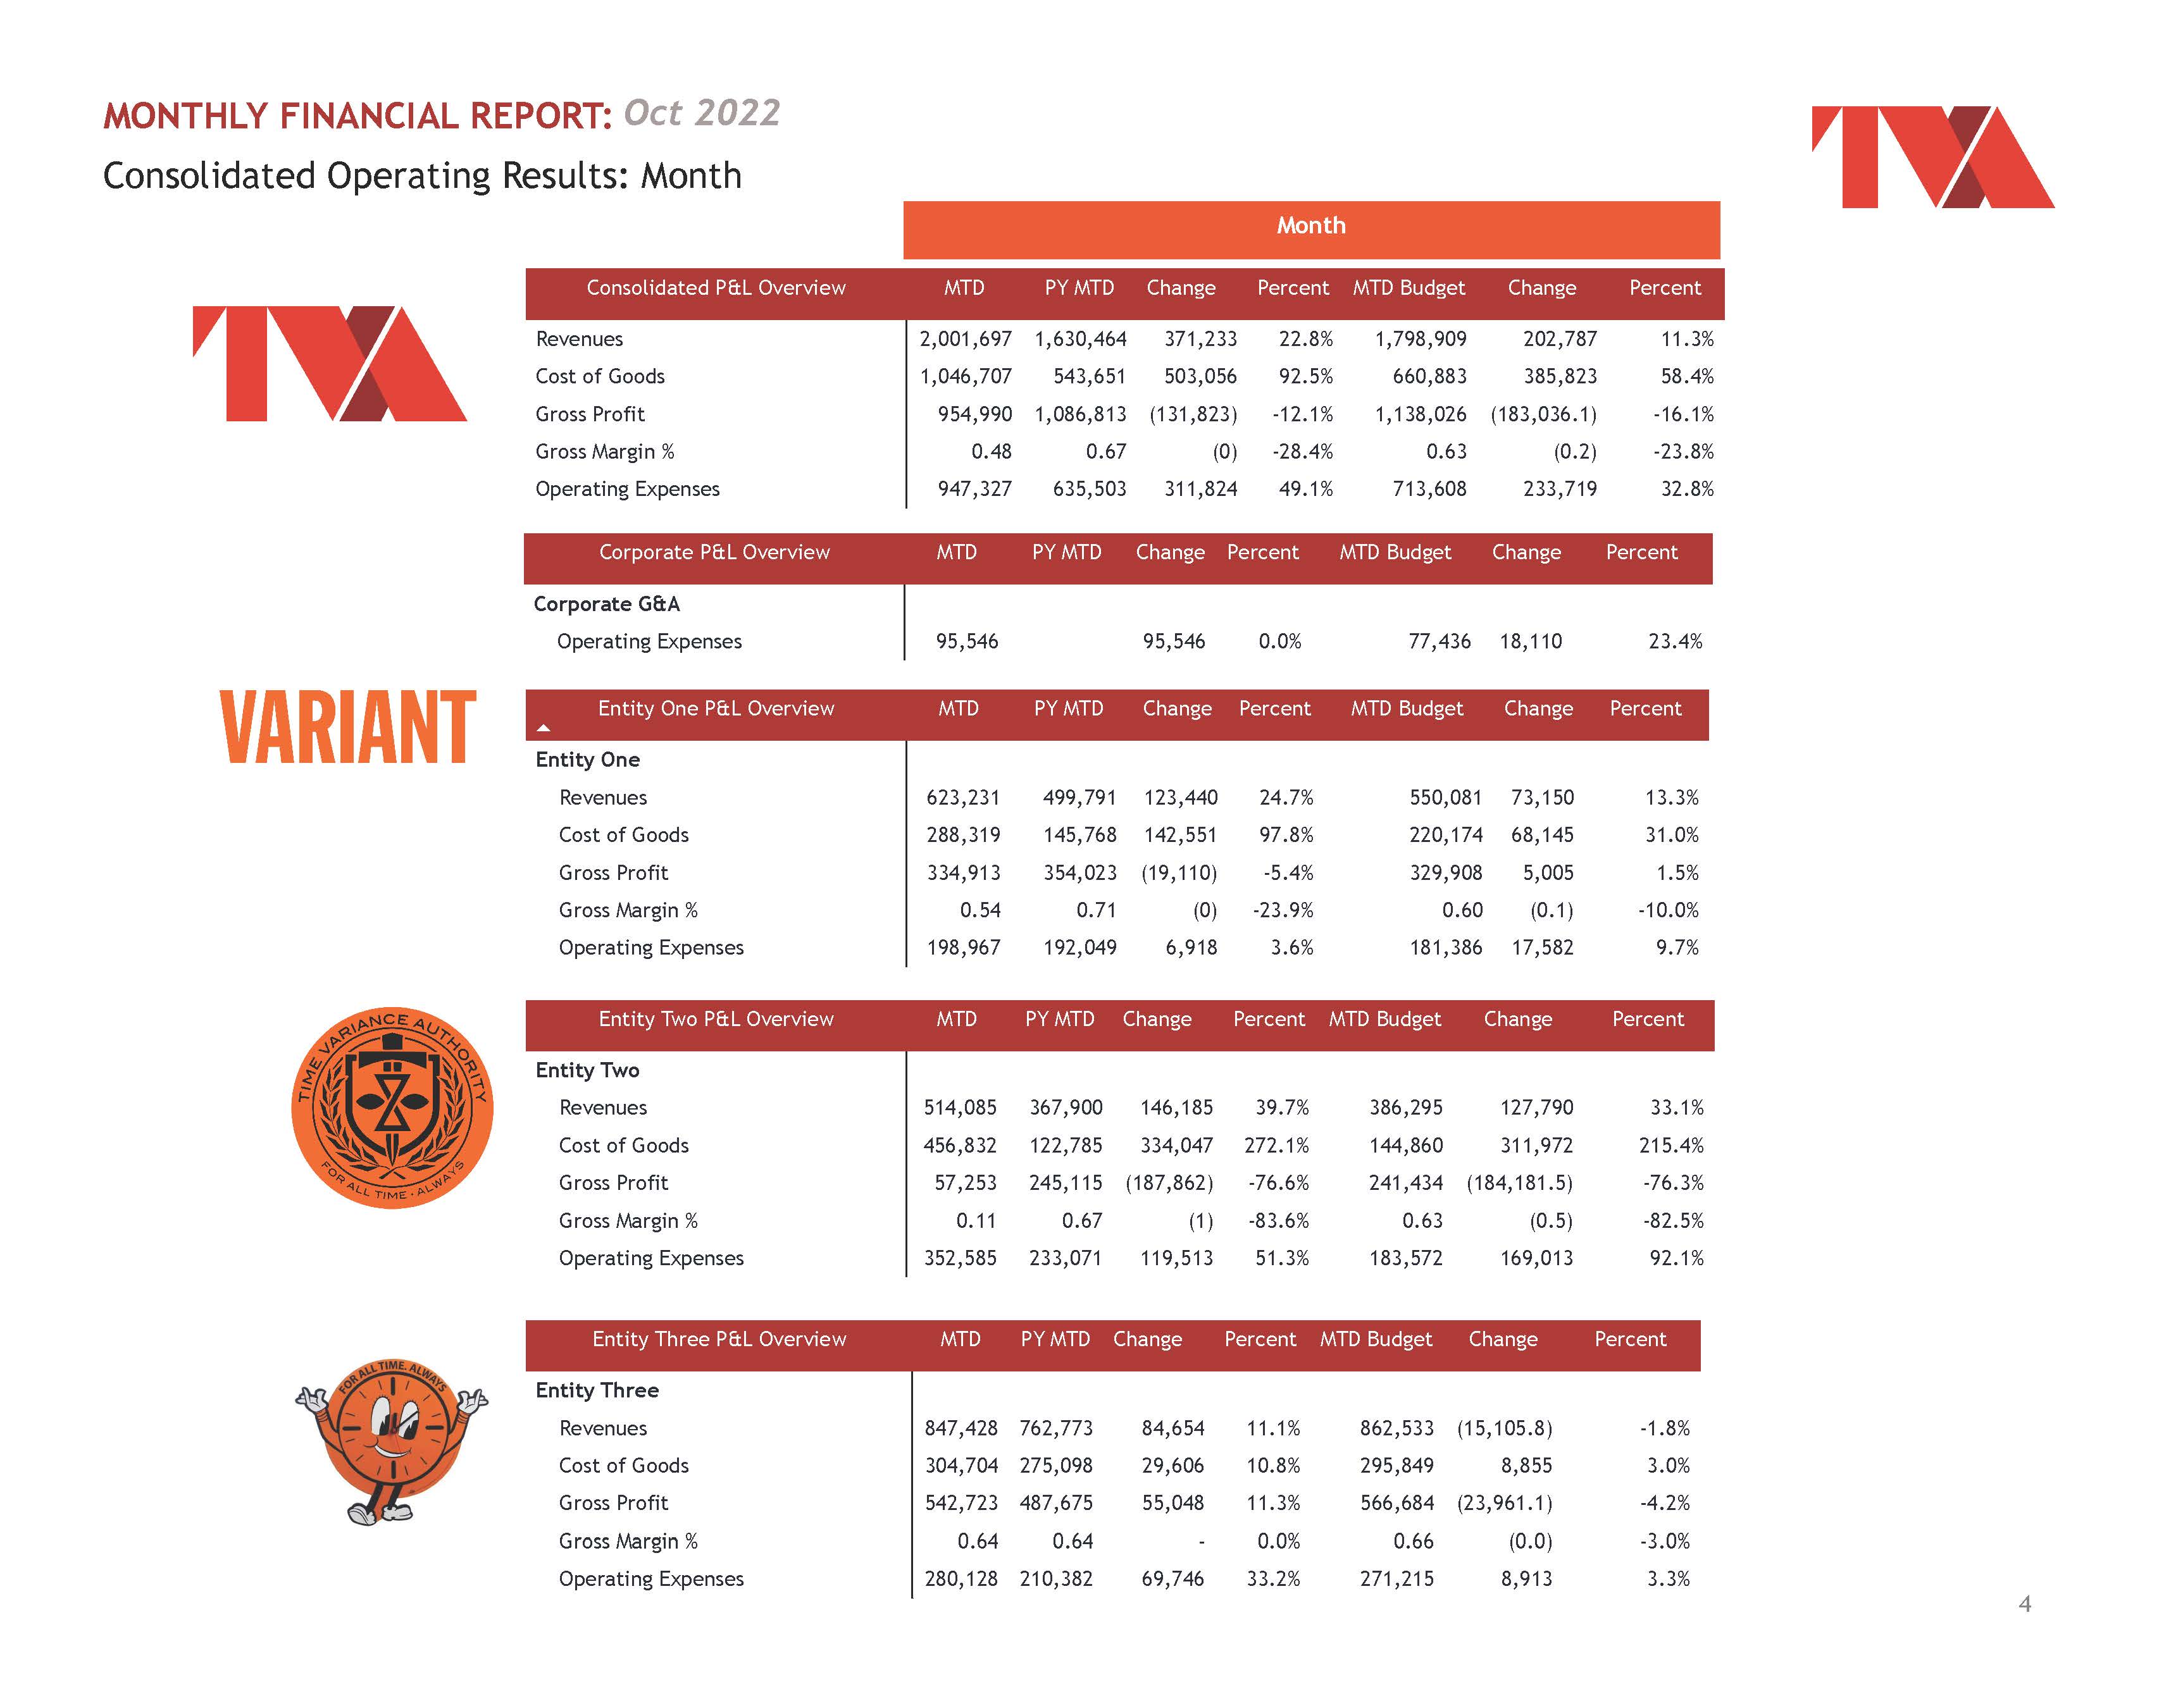 MONTHLY FINANCIAL REPORT: Oct 2022
TVA
Consolidated Operating Results: Month
Month
TVA
Consolidated P&L Overview MTD PY MTD Change Percent MTD Budget Change Percent
Revenues 2,001,697 1,630,464 371,233 22.8% 1,798,909 202,787 11.3%
Cost of Goods 1,046,707 543,651 503,056 92.5% 660,883 385,823 58.4%
Gross Profit 954,990 1,086,813 (131,823) -12.1% 1,138,026 (183,036.1) -16.1%
Gross Margin % 0.48 0.67 (0) -28.4% 0.63 (0.2) -23.8%
Operating Expenses 947,327 635,503 311,824 49.1% 713,608 233,719 32.8%
Corporate P&L Overview MTD PY MTD Change Percent MTD Budget Change Percent
Corporate G&A
Operating Expenses 95,546 95,546 0.0% 77,436 18,110 23.4%
VARIANT
Entity One P&L Overview MTD PY MTD Change Percent MTD Budget Change Percent
Entity One
Revenues 623,231 499,791 123,440 24.7% 550,081 73,150 13.3%
Cost of Goods 288,319 145,768 142,551 97.8% 220,174 68,145 31.0%
Gross Profit 334,913 354,023 (19,110) -5.4% 329,908 5,005 1.5%
Gross Margin % 0.54 0.71 (0) -23.9% 0.60 (0.1) -10.0%
Operating Expenses 198,967 192,049 6,918 3.6% 181,386 17,582 9.7%
TIME VARIANCE AUTHORITY
FOR ALL TIME · ALWAYS
Entity Two P&L Overview MTD PY MTD Change Percent MTD Budget Change Percent
Entity Two
Revenues 514,085 367,900 146,185 39.7% 386,295 127,790 33.1%
Cost of Goods 456,832 122,785 334,047 272.1% 144,860 311,972 215.4%
Gross Profit 57,253 245,115 (187,862) -76.6% 241,434 (184,181.5) -76.3%
Gross Margin % 0.11 0.67 (1) -83.6% 0.63 (0.5) -82.5%
Operating Expenses 352,585 233,071 119,513 51.3% 183,572 169,013 92.1%
FOR ALL TIME. ALWAYS
Entity Three P&L Overview MTD PY MTD Change Percent MTD Budget Change Percent
Entity Three
Revenues 847,428 762,773 84,654 11.1% 862,533 (15,105.8) -1.8%
Cost of Goods 304,704 275,098 29,606 10.8% 295,849 8,855 3.0%
Gross Profit 542,723 487,675 55,048 11.3% 566,684 (23,961.1) -4.2%
Gross Margin % 0.64 0.64 - 0.0% 0.66 (0.0) -3.0%
Operating Expenses 280,128 210,382 69,746 33.2% 271,215 8,913 3.3%
4